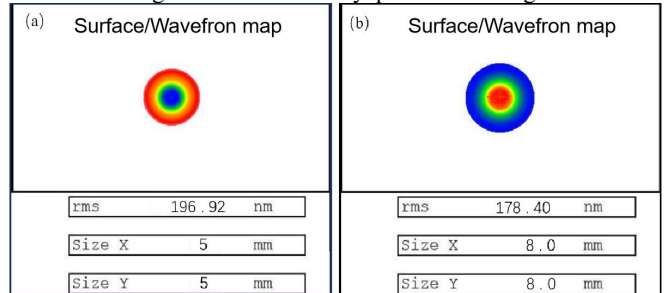 (a) Surface/Wavefron map
rms 196.92 nm
Size X 5 mm
Size Y 5 mm
(b) Surface/Wavefron map
rms 178.40 nm
Size X 8.0 mm
Size Y 8.0 mm